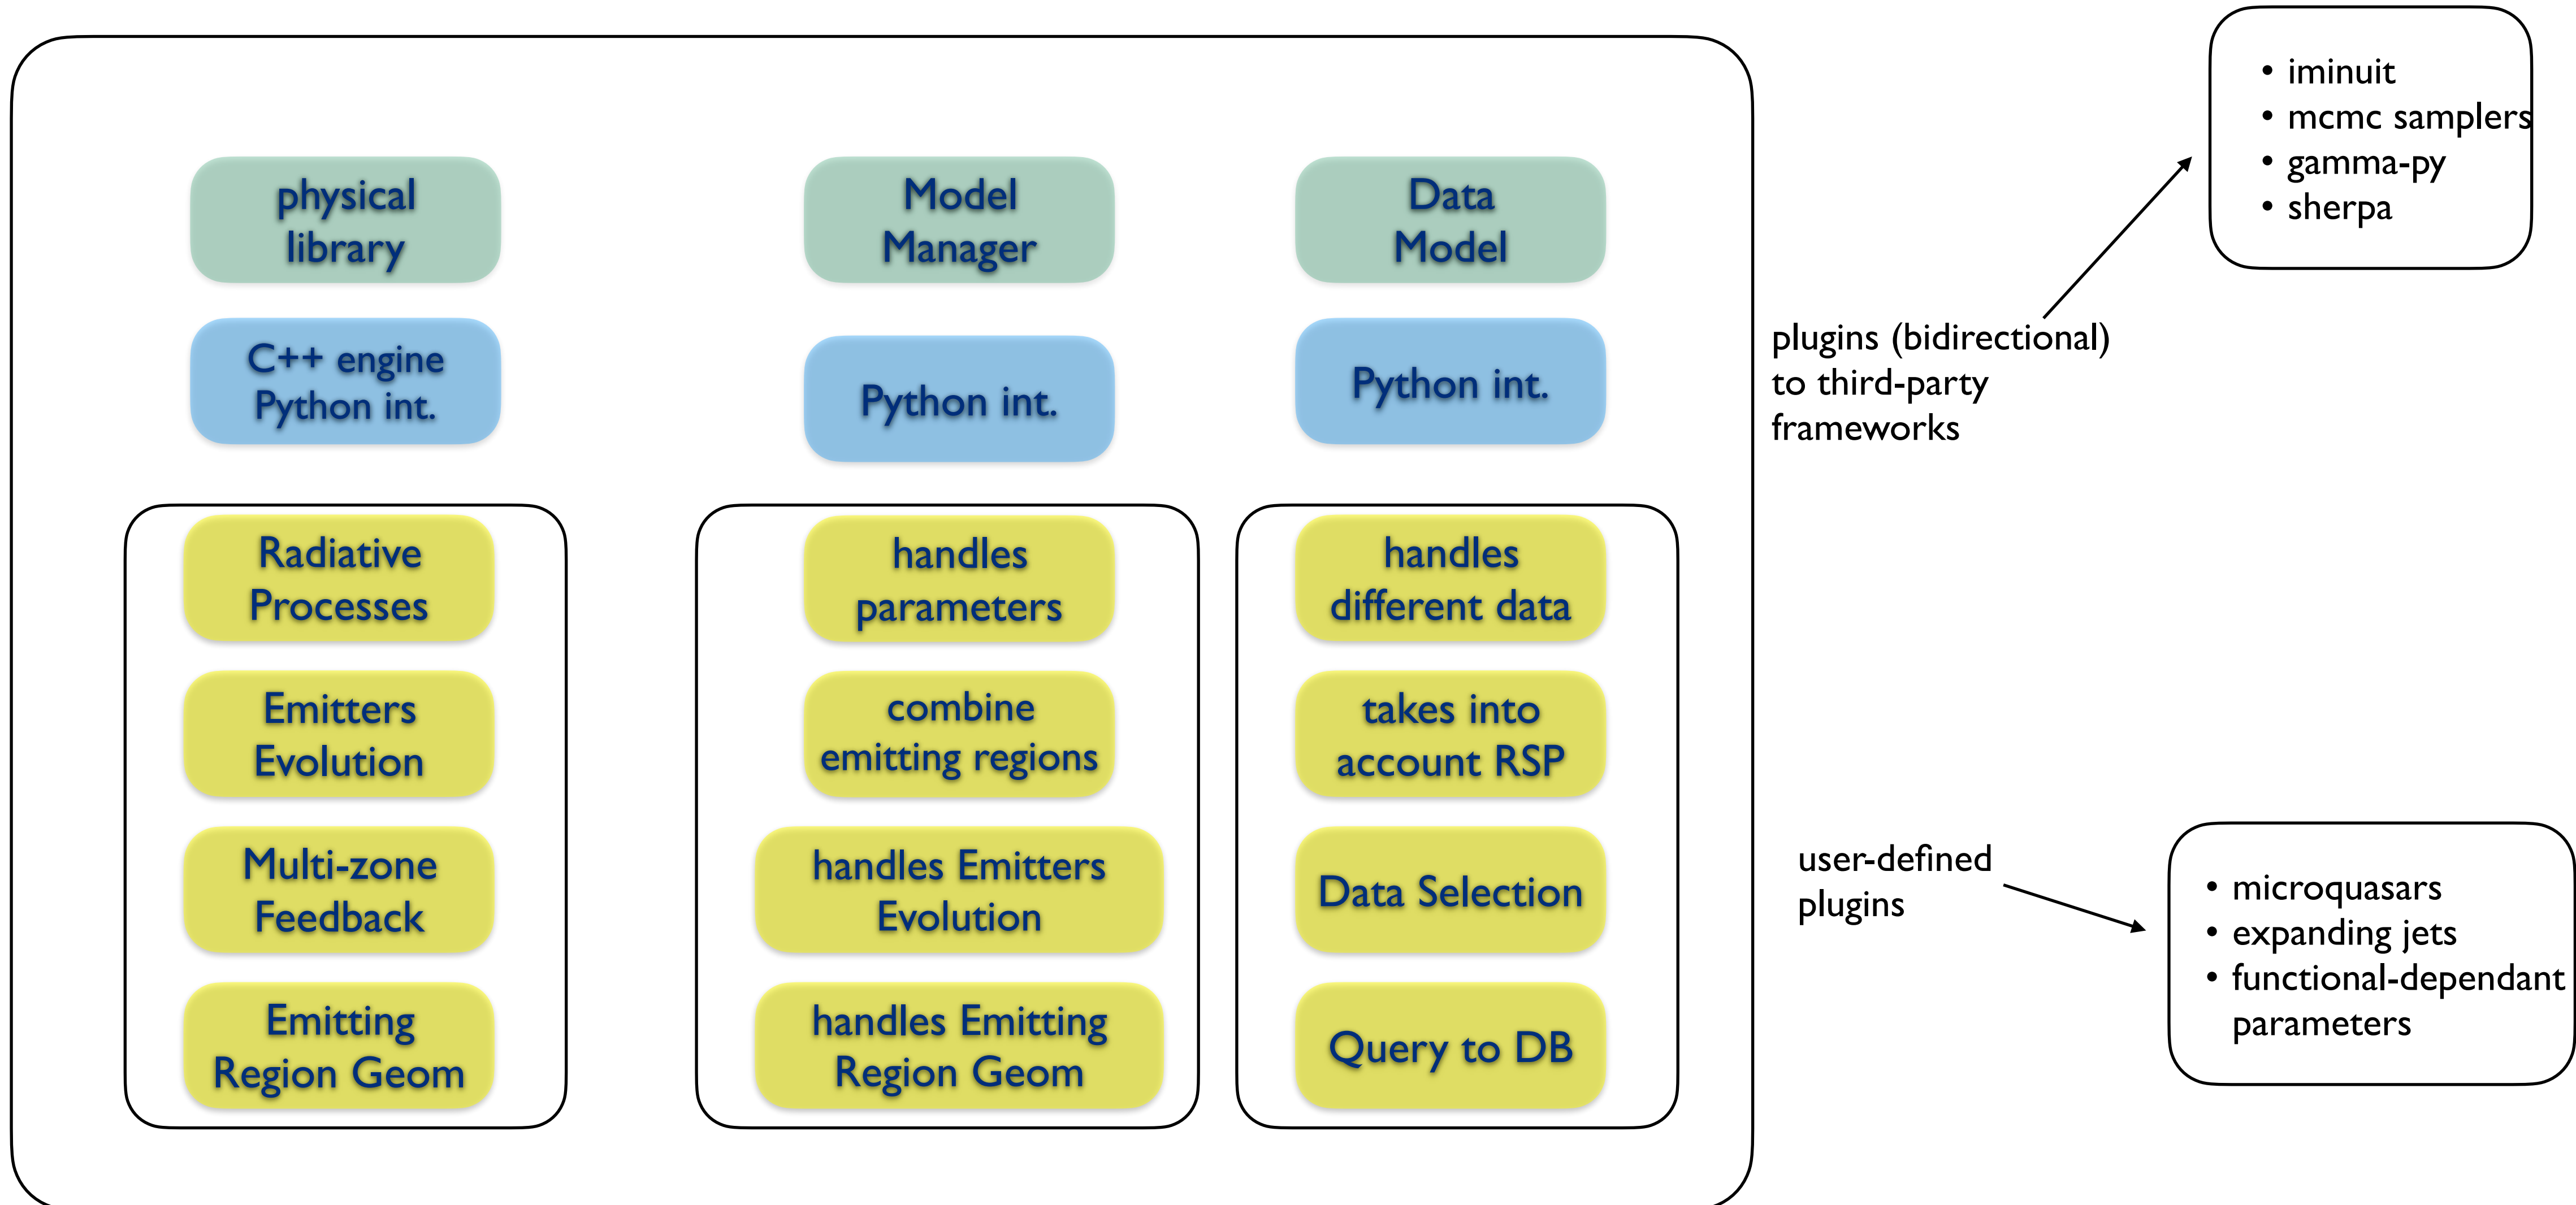 physical
library
C++ engine
Python int.
Radiative
Processes
Emitters
Evolution
Multi-zone
Feedback
Emitting
Region Geom
Model
Manager
Python int.
handles
parameters
combine
emitting regions
handles Emitters
Evolution
handles Emitting
Region Geom
Data
Model
Python int.
handles
different data
takes into
account RSP
Data Selection
Query to DB
plugins (bidirectional)
to third-party
frameworks
• iminuit
• mcmc samplers
• gamma-py
• sherpa
user-defined
plugins
• microquasars
• expanding jets
• functional-dependant
parameters